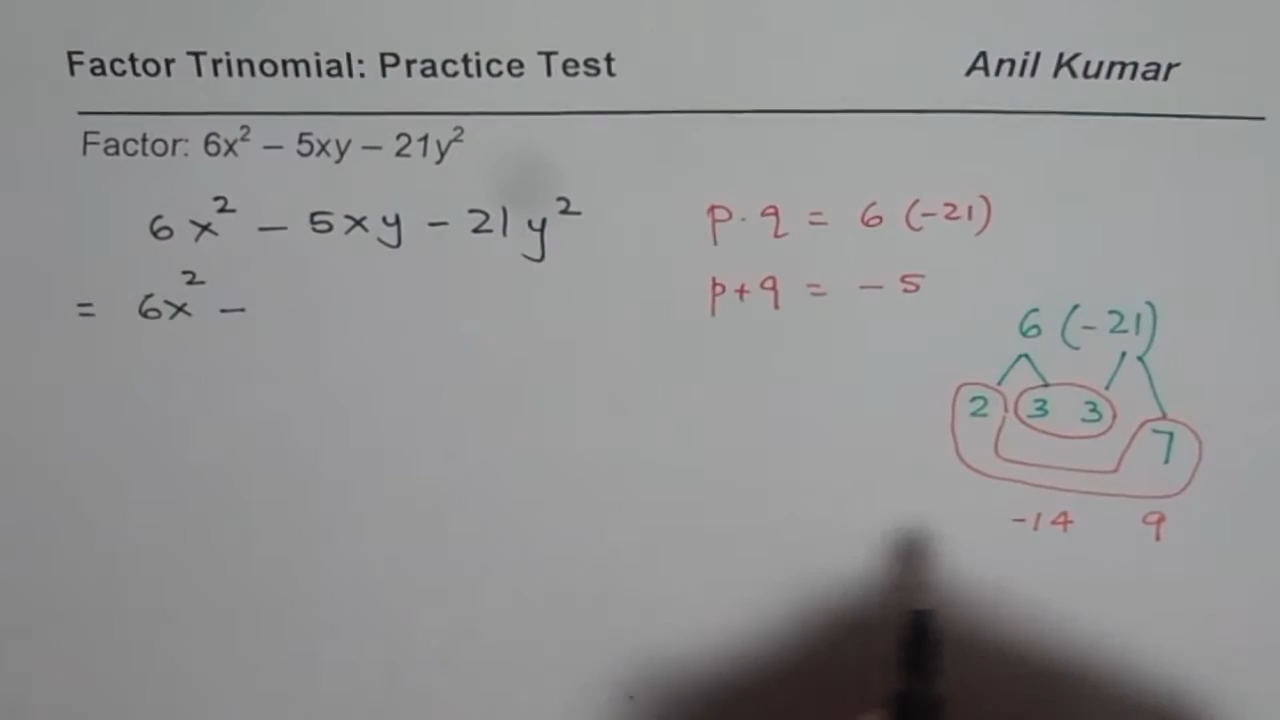 Factor Trinomial: Practice Test Anil Kumar
Factor: 6x² – 5xy – 21y²
6x² - 5xy - 21y²
p·q = 6(-21)
= 6x² -
p+q = -5
6(-21)
2 3 3 7
-14 9